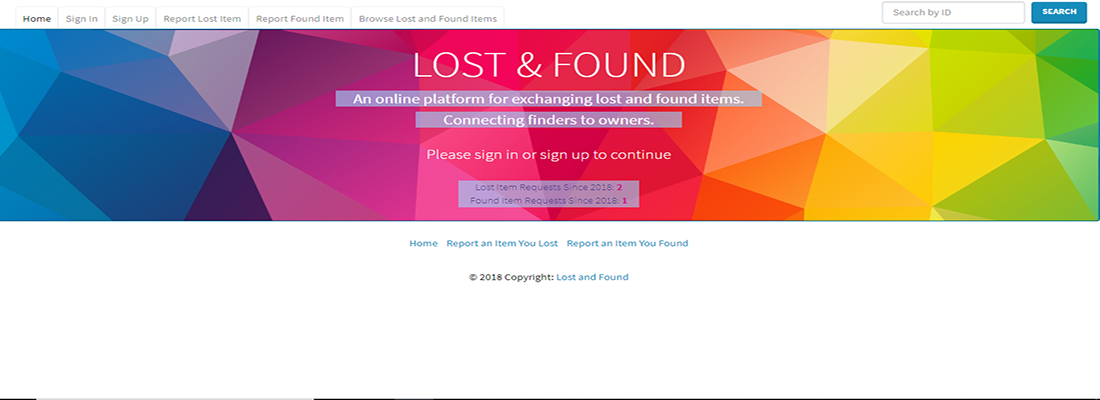 Home Sign In Sign Up Report Lost Item Report Found Item Browse Lost and Found Items Search by ID SEARCH
LOST & FOUND
An online platform for exchanging lost and found items.
Connecting finders to owners.
Please sign in or sign up to continue
Lost Item Requests Since 2018: 2
Found Item Requests Since 2018: 1
Home Report an Item You Lost Report an Item You Found
© 2018 Copyright: Lost and Found